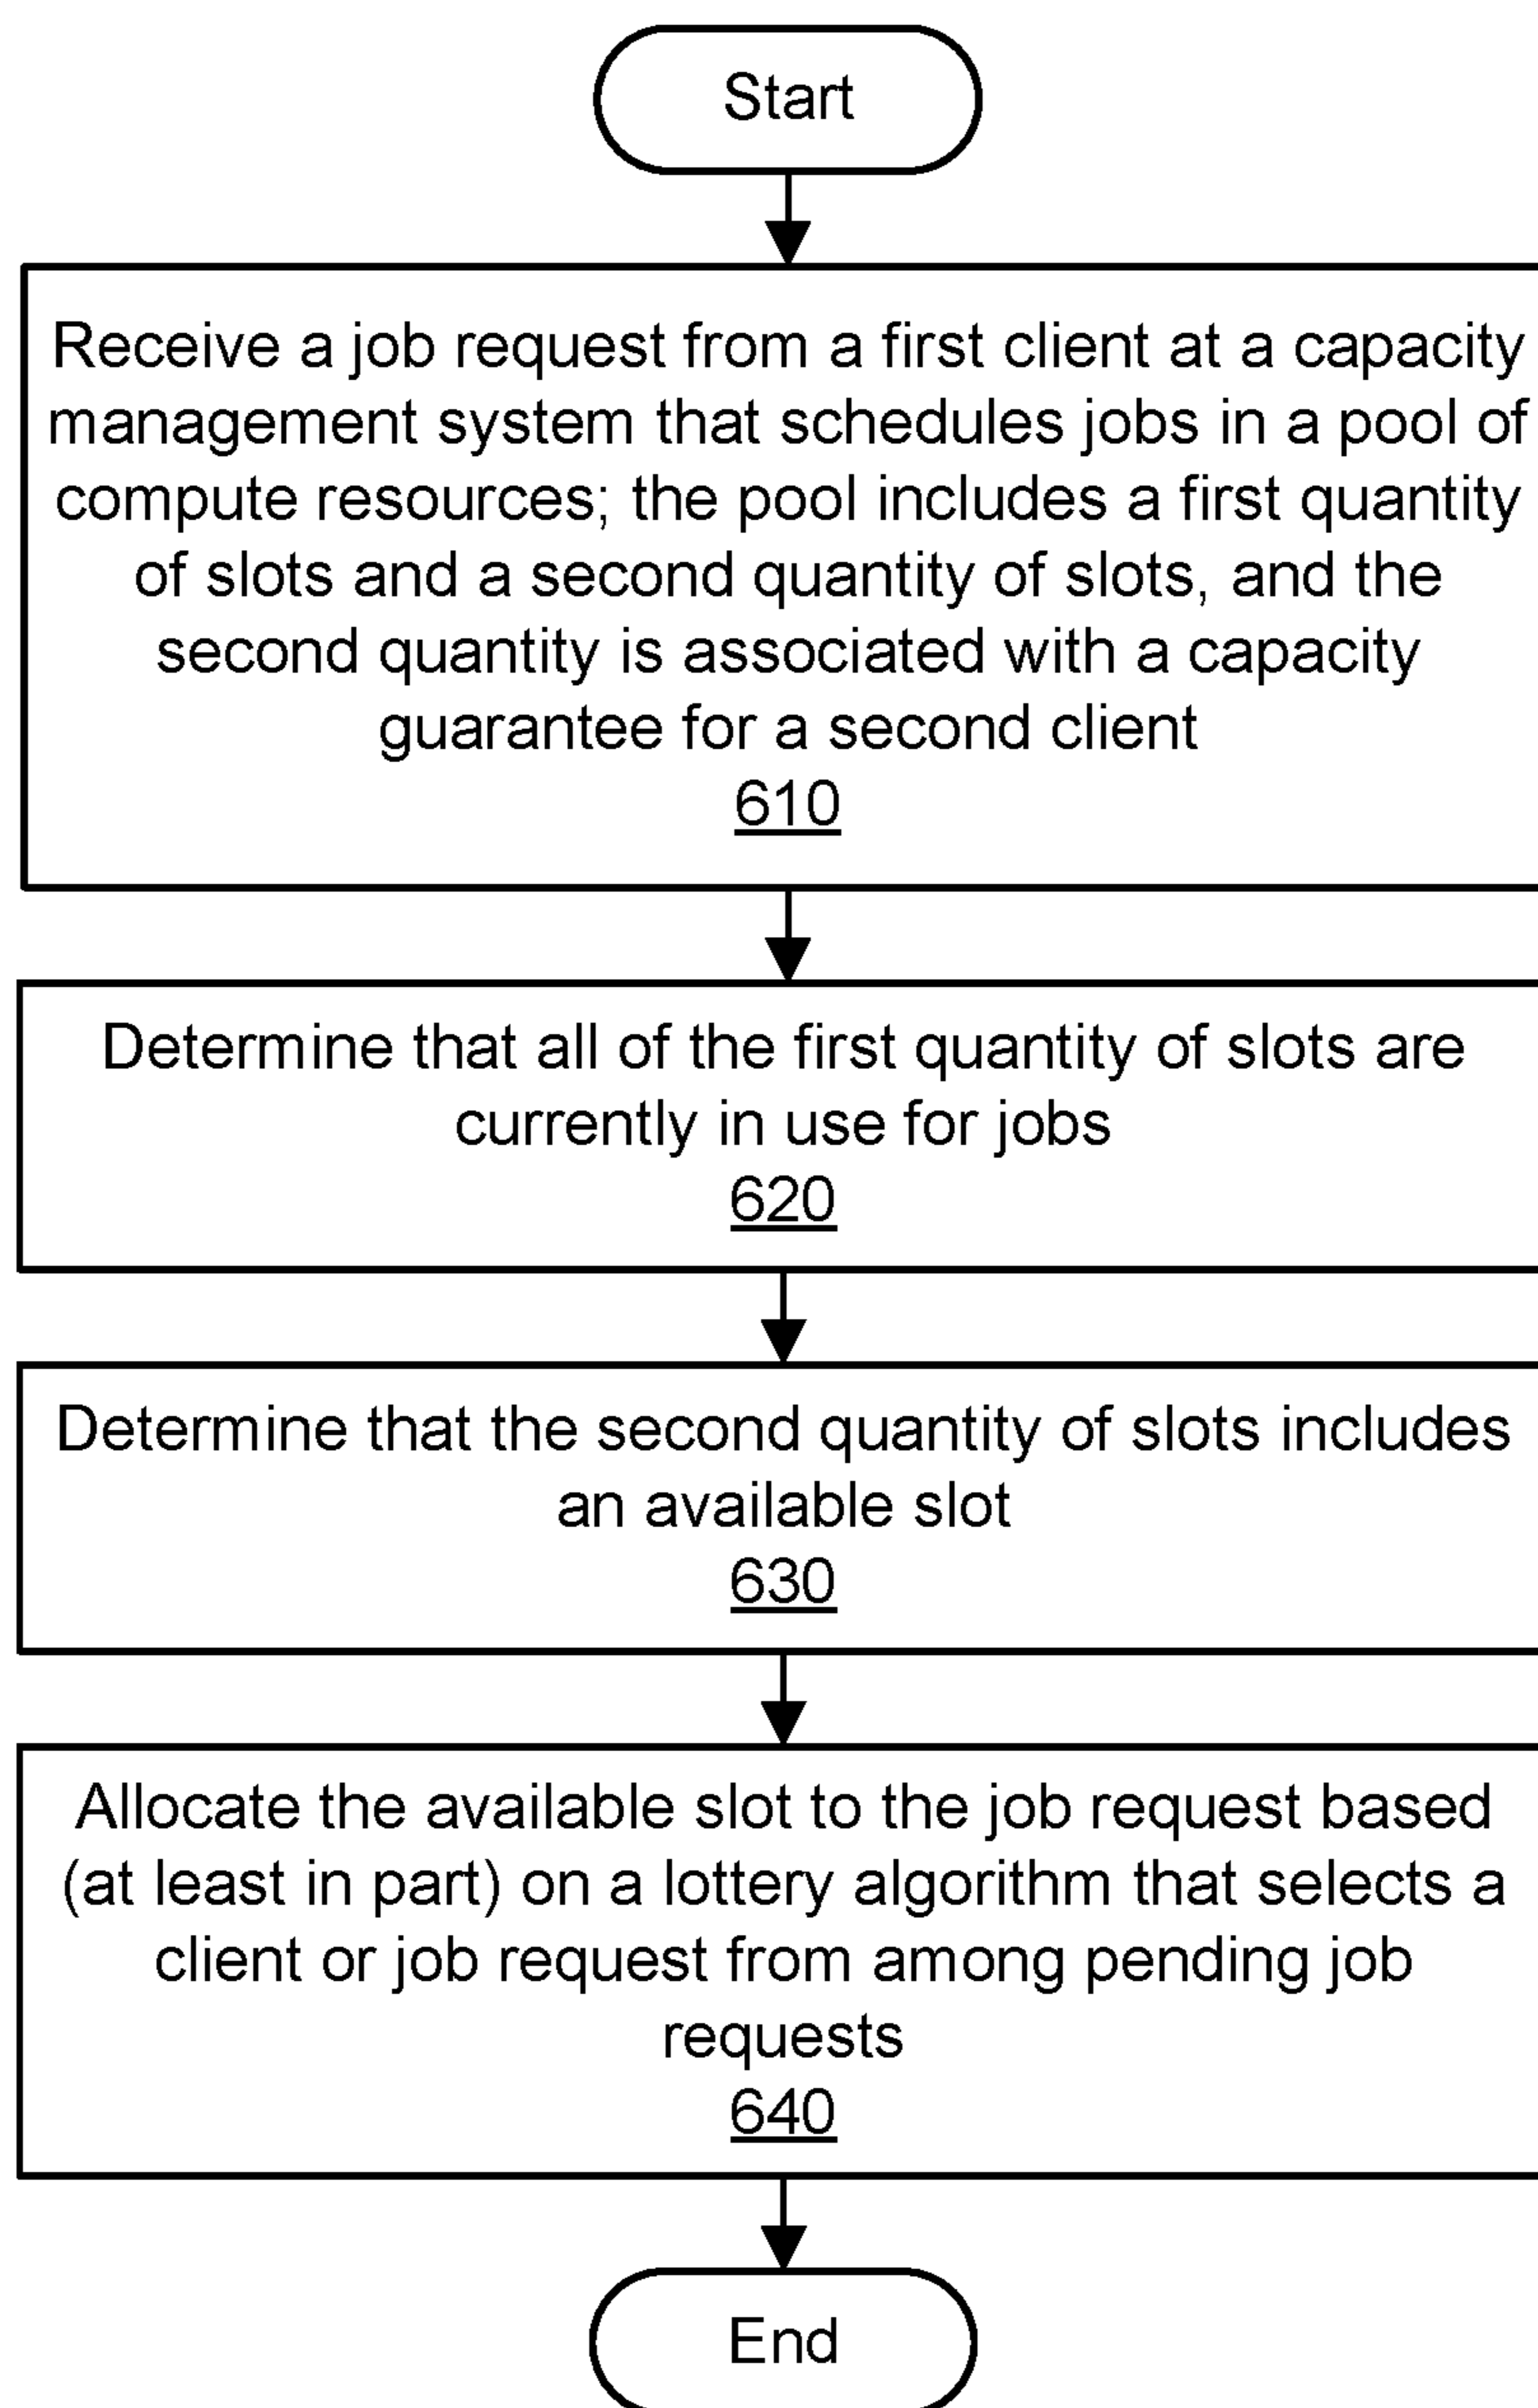 Start
Receive a job request from a first client at a capacity
management system that schedules jobs in a pool of
compute resources; the pool includes a first quantity
of slots and a second quantity of slots, and the
second quantity is associated with a capacity
guarantee for a second client
610
Determine that all of the first quantity of slots are
currently in use for jobs
620
Determine that the second quantity of slots includes
an available slot
630
Allocate the available slot to the job request based
(at least in part) on a lottery algorithm that selects a
client or job request from among pending job
requests
640
End